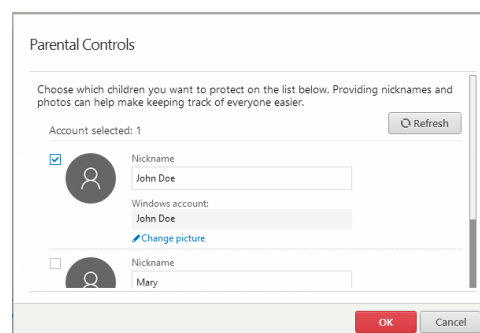 Parental Controls
Choose which children you want to protect on the list below. Providing nicknames and
photos can help make keeping track of everyone easier.
Refresh
Account selected: 1
Nickname
John Doe
Windows account:
John Doe
Change picture
Nickname
Mary
OK
Cancel